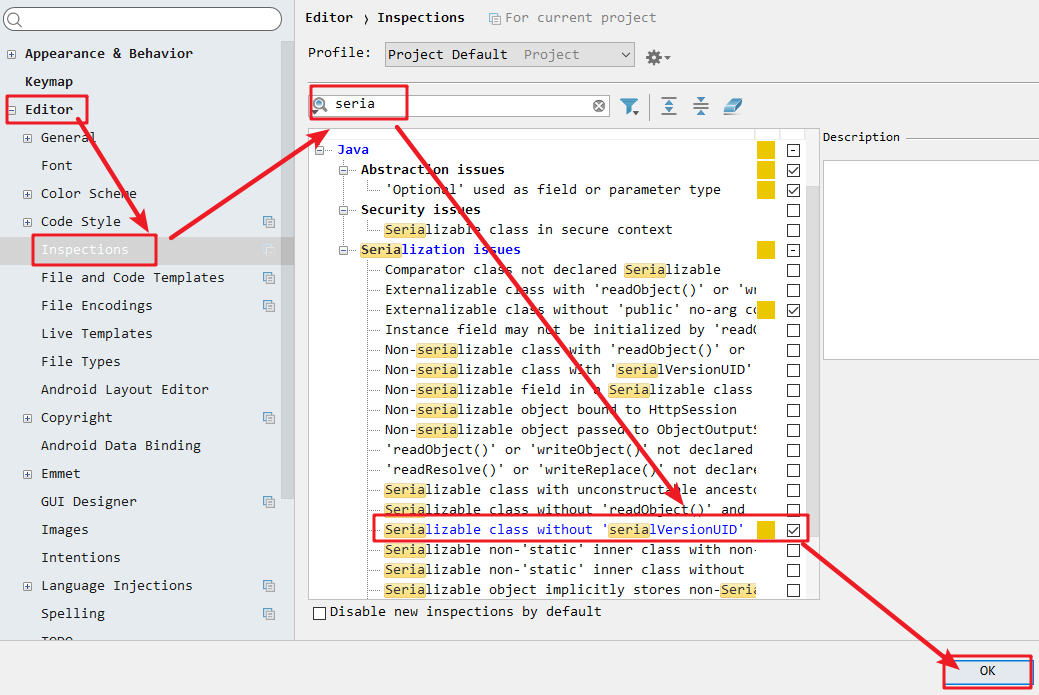 Appearance & Behavior
Keymap
Editor
General
Font
Color Scheme
Code Style
Inspections
File and Code Templates
File Encodings
Live Templates
File Types
Android Layout Editor
Copyright
Android Data Binding
Emmet
GUI Designer
Images
Intentions
Language Injections
Spelling
TODO
Editor › Inspections For current project
Profile: Project Default Project
seria
Java
Abstraction issues
'Optional' used as field or parameter type
Security issues
Serializable class in secure context
Serialization issues
Comparator class not declared Serializable
Externalizable class with 'readObject()' or 'wr
Externalizable class without 'public' no-arg co
Instance field may not be initialized by 'readO
Non-serializable class with 'readObject()' or
Non-serializable class with 'serialVersionUID'
Non-serializable field in a Serializable class
Non-serializable object bound to HttpSession
Non-serializable object passed to ObjectOutputS
'readObject()' or 'writeObject()' not declared
'readResolve()' or 'writeReplace()' not declare
Serializable class with unconstructable ancesto
Serializable class without 'readObject()' and
Serializable class without 'serialVersionUID'
Serializable non-'static' inner class with non-
Serializable non-'static' inner class without
Serializable object implicitly stores non-Seria
Disable new inspections by default
Description
OK